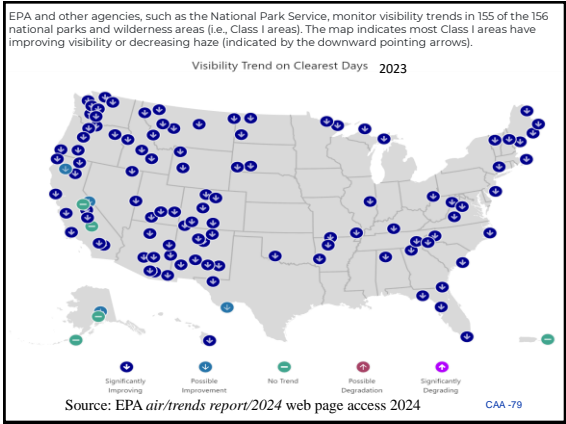 EPA and other agencies, such as the National Park Service, monitor visibility trends in 155 of the 156
national parks and wilderness areas (i.e., Class I areas). The map indicates most Class I areas have
improving visibility or decreasing haze (indicated by the downward pointing arrows).
Visibility Trend on Clearest Days 2023
Significantly Improving
Possible Improvement
No Trend
Possible Degradation
Significantly Degrading
Source: EPA air/trends report/2024 web page access 2024
CAA -79